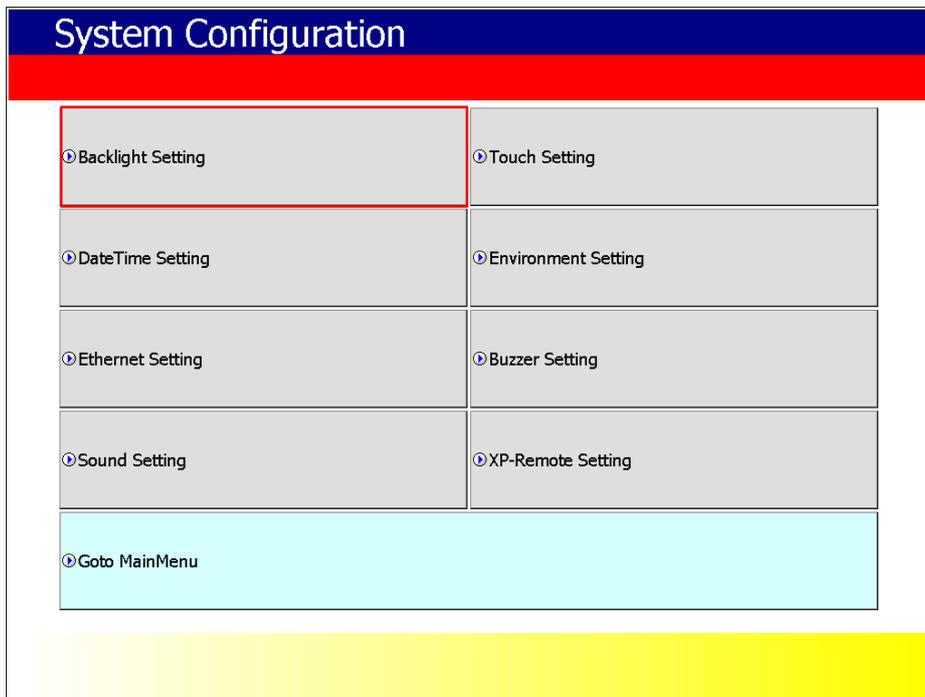 System Configuration
Backlight Setting
Touch Setting
DateTime Setting
Environment Setting
Ethernet Setting
Buzzer Setting
Sound Setting
XP-Remote Setting
Goto MainMenu